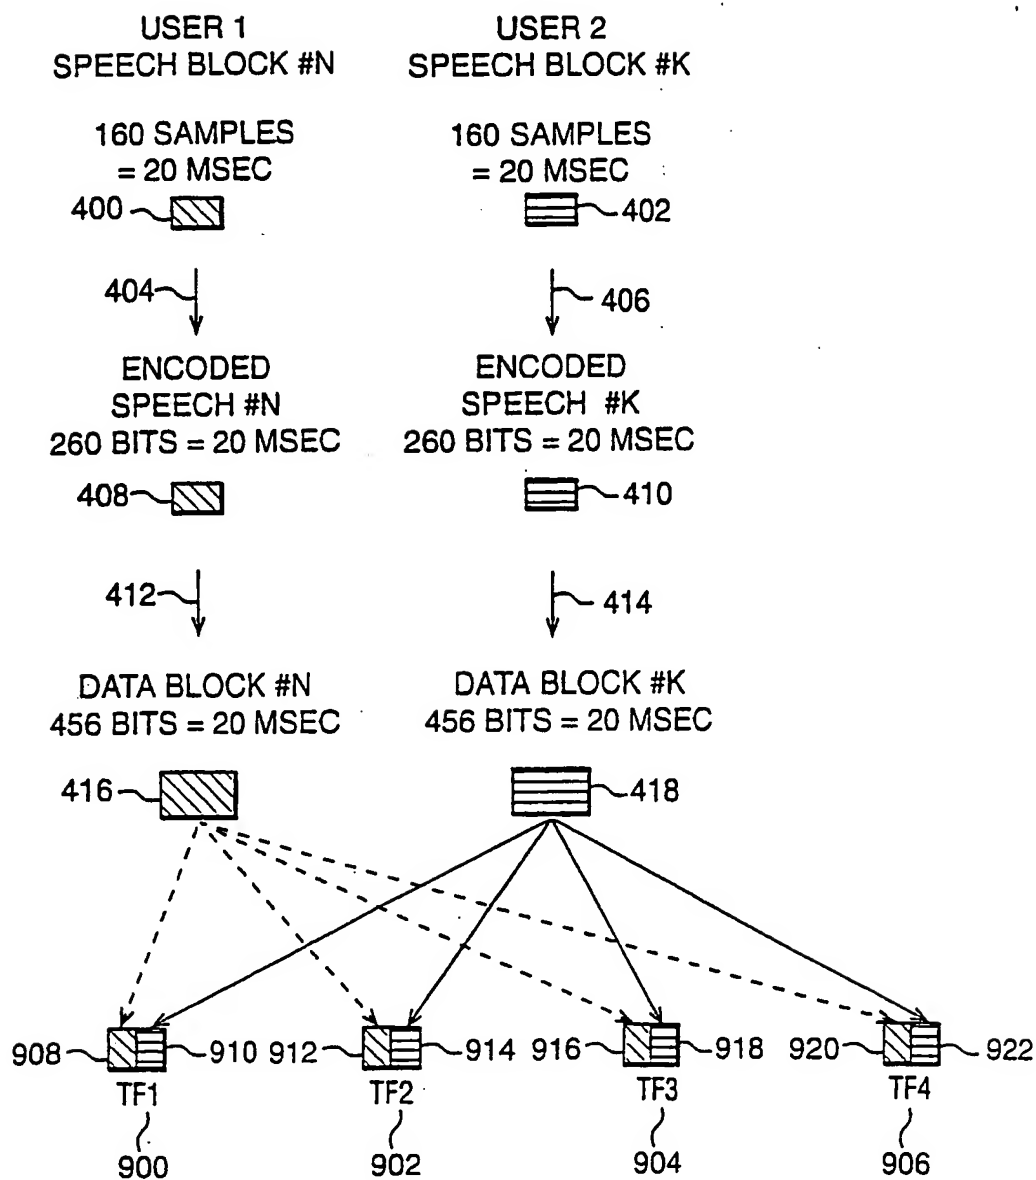 USER 1
SPEECH BLOCK #N
USER 2
SPEECH BLOCK #K
160 SAMPLES
= 20 MSEC
160 SAMPLES
= 20 MSEC
400
402
404
406
ENCODED
SPEECH #N
260 BITS = 20 MSEC
ENCODED
SPEECH #K
260 BITS = 20 MSEC
408
410
412
414
DATA BLOCK #N
456 BITS = 20 MSEC
DATA BLOCK #K
456 BITS = 20 MSEC
416
418
908
910
912
914
916
918
920
922
TF1
TF2
TF3
TF4
900
902
904
906